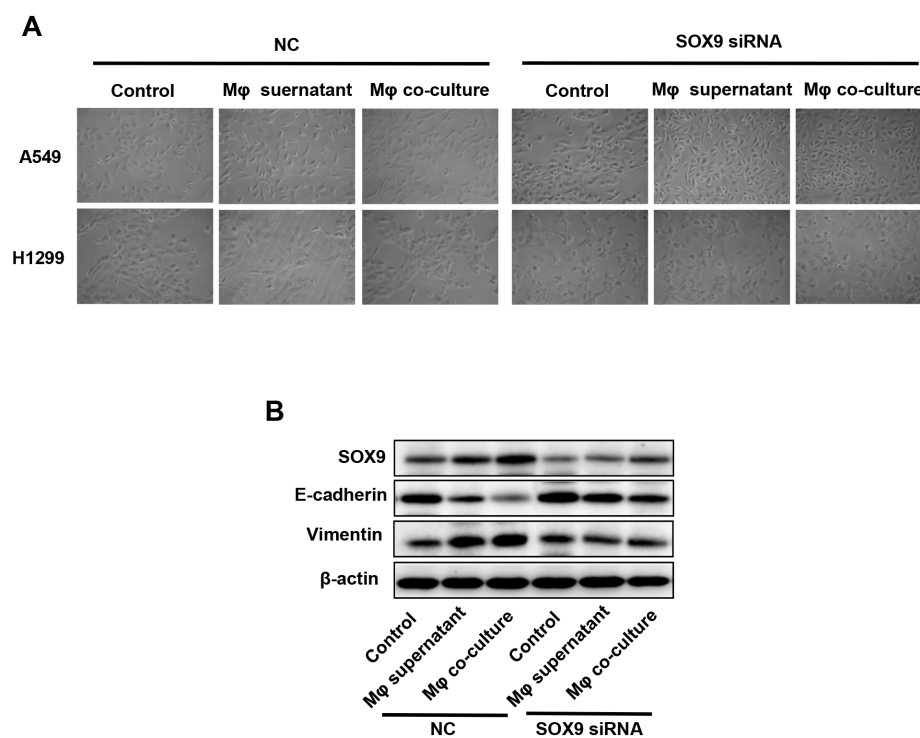 A
NC
SOX9 siRNA
Control
Mφ suernatant
Mφ co-culture
Control
Mφ supernatant
Mφ co-culture
A549
H1299
B
SOX9
E-cadherin
Vimentin
β-actin
Control
Mφ supernatant
Mφ co-culture
Control
Mφ supernatant
Mφ co-culture
NC
SOX9 siRNA